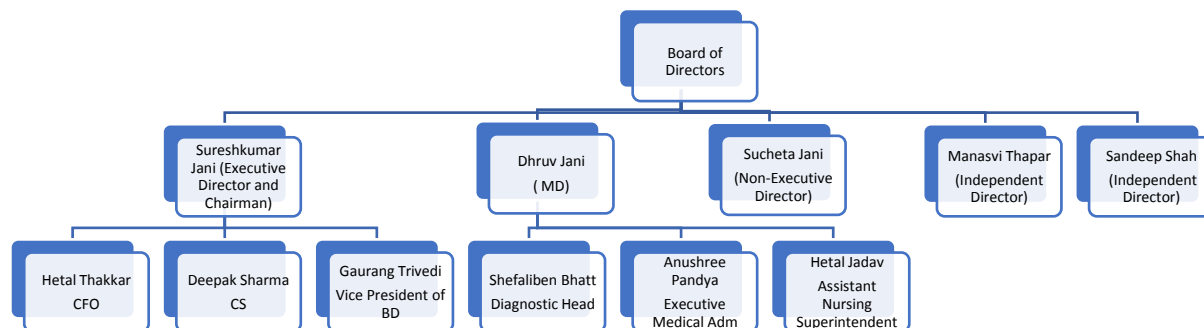 Board of
Directors
Sureshkumar
Jani (Executive
Director and
Chairman)
Dhruv Jani
( MD)
Sucheta Jani
(Non-Executive
Director)
Manasvi Thapar
(Independent
Director)
Sandeep Shah
(Independent
Director)
Hetal Thakkar
CFO
Deepak Sharma
CS
Gaurang Trivedi
Vice President of
BD
Shefaliben Bhatt
Diagnostic Head
Anushree
Pandya
Executive
Medical Adm
Hetal Jadav
Assistant
Nursing
Superintendent